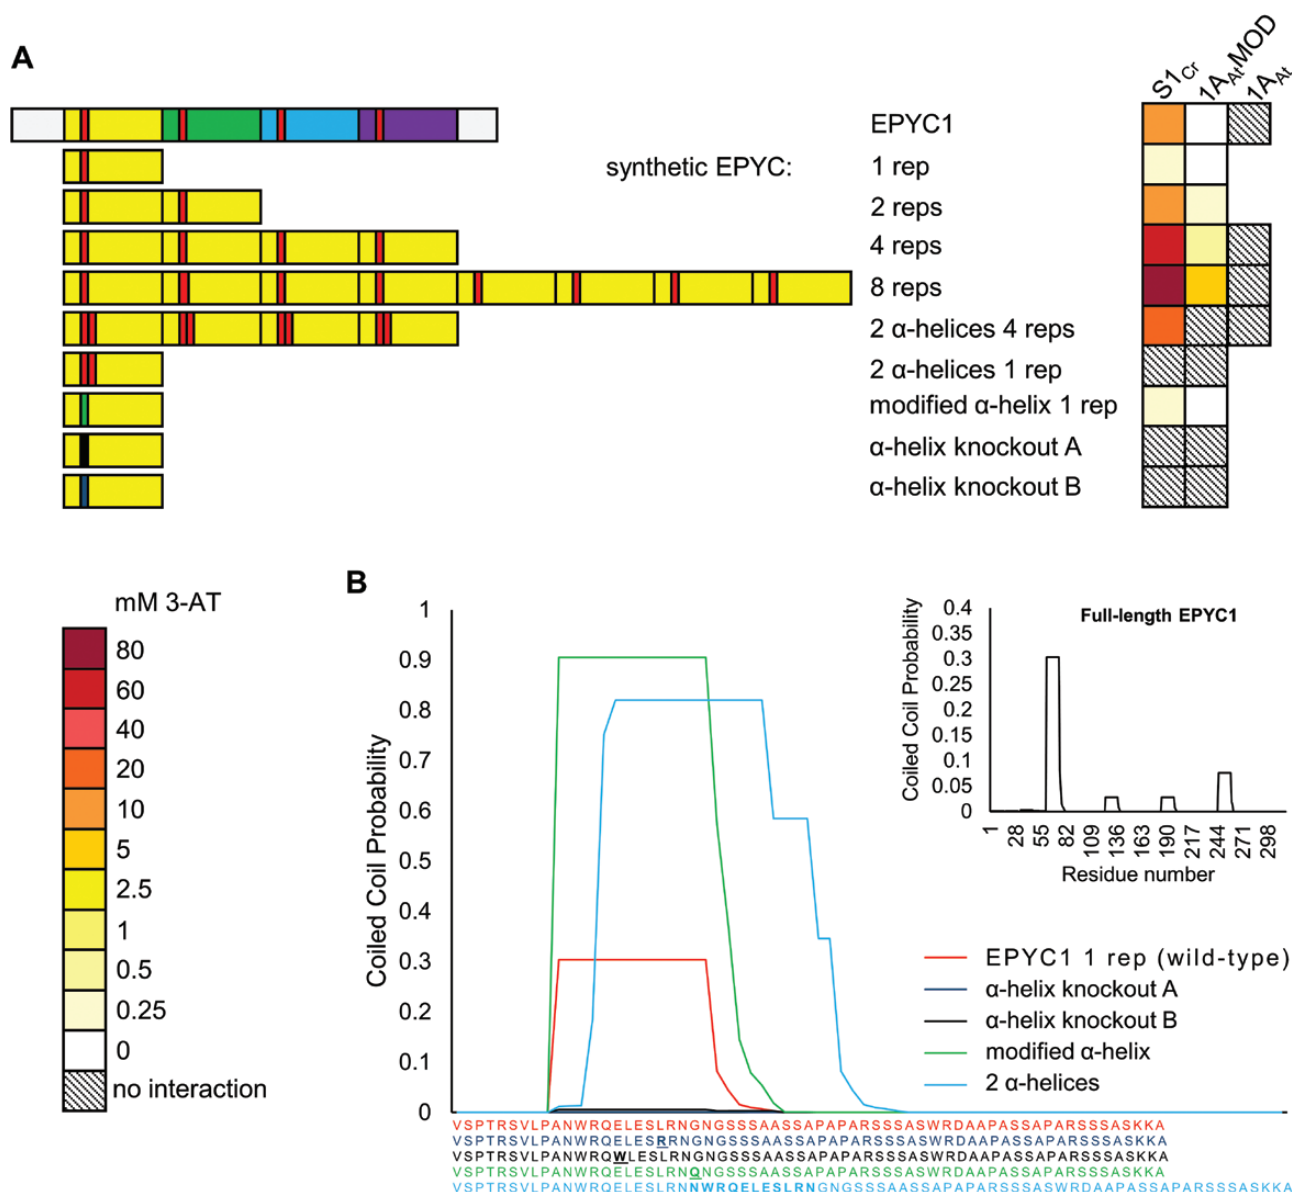 A
S1Cr
1AAtMOD
1AAt
EPYC1
synthetic EPYC:
1 rep
2 reps
4 reps
8 reps
2 α-helices 4 reps
2 α-helices 1 rep
modified α-helix 1 rep
α-helix knockout A
α-helix knockout B
mM 3-AT
80
60
40
20
10
5
2.5
1
0.5
0.25
0
no interaction
B
Coiled Coil Probability
1
0.9
0.8
0.7
0.6
0.5
0.4
0.3
0.2
0.1
0
Full-length EPYC1
Coiled Coil Probability
0.4
0.35
0.3
0.25
0.2
0.15
0.1
0.05
0
1
28
55
82
109
136
163
190
217
244
271
298
Residue number
EPYC1 1 rep (wild-type)
α-helix knockout A
α-helix knockout B
modified α-helix
2 α-helices
VSPTRSVLPANWRQELESLRNGNGSSSAASSAPAPARSSSASWRDAAPASSAPARSSSASKKA
VSPTRSVLPANWRQELESRRNGNGSSSAASSAPAPARSSSASWRDAAPASSAPARSSSASKKA
VSPTRSVLPANWRQWLESLRNGNGSSSAASSAPAPARSSSASWRDAAPASSAPARSSSASKKA
VSPTRSVLPANWRQELESLRNQNGSSSAASSAPAPARSSSASWRDAAPASSAPARSSSASKKA
VSPTRSVLPANWRQELESLRNNWRQELESLRNGNGSSSAASSAPAPARSSSASWRDAAPASSAPARSSSASKKA